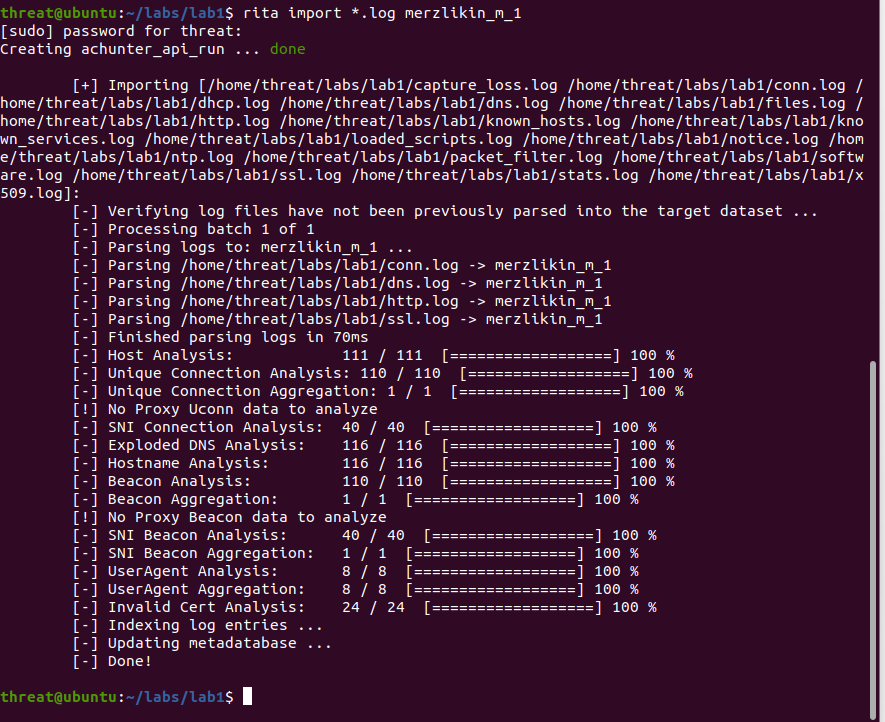 threat@ubuntu:~/labs/lab1$ rita import *.log merzlikin_m_1
[sudo] password for threat:
Creating achunter_api_run ... done
[+] Importing [/home/threat/labs/lab1/capture_loss.log /home/threat/labs/lab1/conn.log /
home/threat/labs/lab1/dhcp.log /home/threat/labs/lab1/dns.log /home/threat/labs/lab1/files.log /
home/threat/labs/lab1/http.log /home/threat/labs/lab1/known_hosts.log /home/threat/labs/lab1/kno
wn_services.log /home/threat/labs/lab1/loaded_scripts.log /home/threat/labs/lab1/notice.log /hom
e/threat/labs/lab1/ntp.log /home/threat/labs/lab1/packet_filter.log /home/threat/labs/lab1/softw
are.log /home/threat/labs/lab1/ssl.log /home/threat/labs/lab1/stats.log /home/threat/labs/lab1/x
509.log]:
[-] Verifying log files have not been previously parsed into the target dataset ...
[-] Processing batch 1 of 1
[-] Parsing logs to: merzlikin_m_1 ...
[-] Parsing /home/threat/labs/lab1/conn.log -> merzlikin_m_1
[-] Parsing /home/threat/labs/lab1/dns.log -> merzlikin_m_1
[-] Parsing /home/threat/labs/lab1/http.log -> merzlikin_m_1
[-] Parsing /home/threat/labs/lab1/ssl.log -> merzlikin_m_1
[-] Finished parsing logs in 70ms
[-] Host Analysis:            111 / 111  [==================] 100 %
[-] Unique Connection Analysis: 110 / 110  [==================] 100 %
[-] Unique Connection Aggregation: 1 / 1  [==================] 100 %
[!] No Proxy Uconn data to analyze
[-] SNI Connection Analysis:  40 / 40  [==================] 100 %
[-] Exploded DNS Analysis:    116 / 116  [==================] 100 %
[-] Hostname Analysis:        116 / 116  [==================] 100 %
[-] Beacon Analysis:          110 / 110  [==================] 100 %
[-] Beacon Aggregation:       1 / 1  [==================] 100 %
[!] No Proxy Beacon data to analyze
[-] SNI Beacon Analysis:      40 / 40  [==================] 100 %
[-] SNI Beacon Aggregation:   1 / 1  [==================] 100 %
[-] UserAgent Analysis:       8 / 8  [==================] 100 %
[-] UserAgent Aggregation:    8 / 8  [==================] 100 %
[-] Invalid Cert Analysis:    24 / 24  [==================] 100 %
[-] Indexing log entries ...
[-] Updating metadatabase ...
[-] Done!
threat@ubuntu:~/labs/lab1$